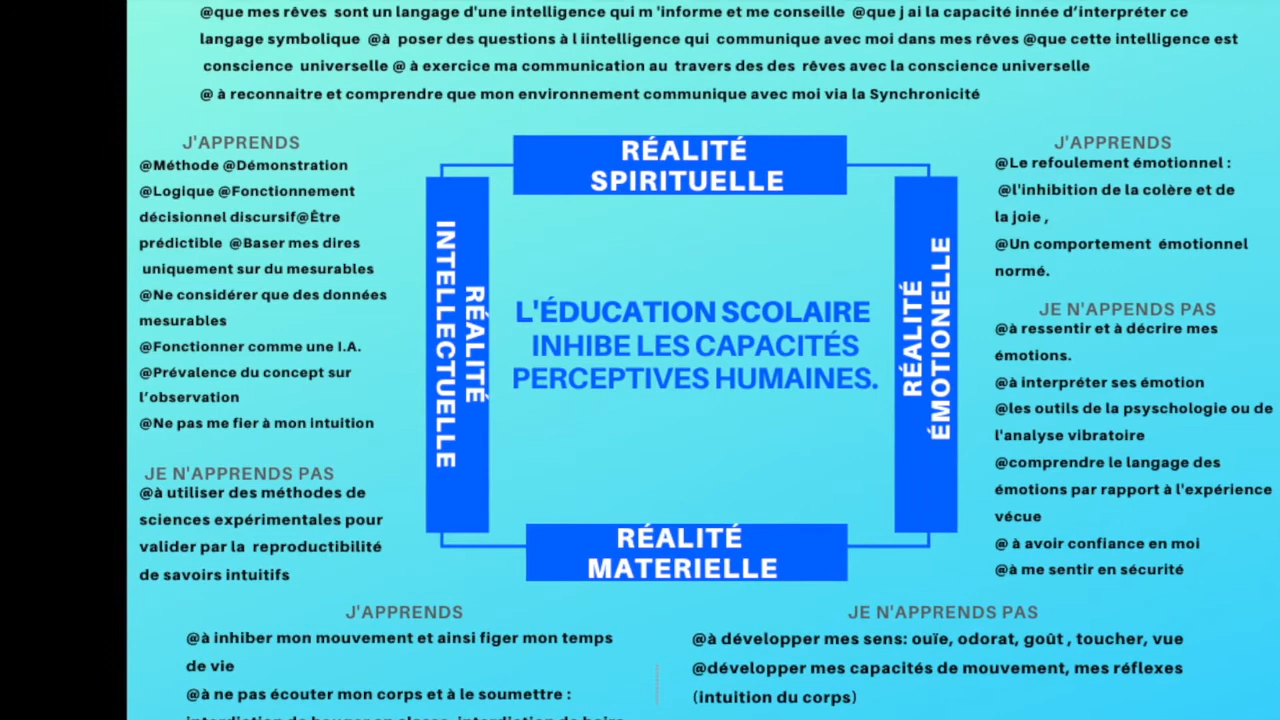 @que mes rêves sont un langage d'une intelligence qui m 'informe et me conseille @que j ai la capacité innée d'interpréter ce
langage symbolique @à poser des questions à l iintelligence qui communique avec moi dans mes rêves @que cette intelligence est
conscience universelle @ à exercice ma communication au travers des des rêves avec la conscience universelle
@ à reconnaitre et comprendre que mon environnement communique avec moi via la Synchronicité
J'APPRENDS
@Méthode @Démonstration
@Logique @Fonctionnement
décisionnel discursif@Être
prédictible @Baser mes dires
uniquement sur du mesurables
@Ne considérer que des données
mesurables
@Fonctionner comme une I.A.
@Prévalence du concept sur
l'observation
@Ne pas me fier à mon intuition
JE N'APPRENDS PAS
@à utiliser des méthodes de
sciences expérimentales pour
valider par la reproductibilité
de savoirs intuitifs
RÉALITÉ
SPIRITUELLE
RÉALITÉ
INTELLECTUELLE
L'ÉDUCATION SCOLAIRE
INHIBE LES CAPACITÉS
PERCEPTIVES HUMAINES.
RÉALITÉ
ÉMOTIONELLE
RÉALITÉ
MATERIELLE
J'APPRENDS
@Le refoulement émotionnel :
@l'inhibition de la colère et de
la joie ,
@Un comportement émotionnel
normé.
JE N'APPENDS PAS
@à ressentir et à décrire mes
émotions.
@à interpréter ses émotion
@les outils de la psyschologie ou de
l'analyse vibratoire
@comprendre le langage des
émotions par rapport à l'expérience
vécue
@ à avoir confiance en moi
@à me sentir en sécurité
J'APPRENDS
@à inhiber mon mouvement et ainsi figer mon temps
de vie
@à ne pas écouter mon corps et à le soumettre :
interdiction de bouger en classe, interdiction de boire
JE N'APPRENDS PAS
@à développer mes sens: ouïe, odorat, goût , toucher, vue
@développer mes capacités de mouvement, mes réflexes
(intuition du corps)